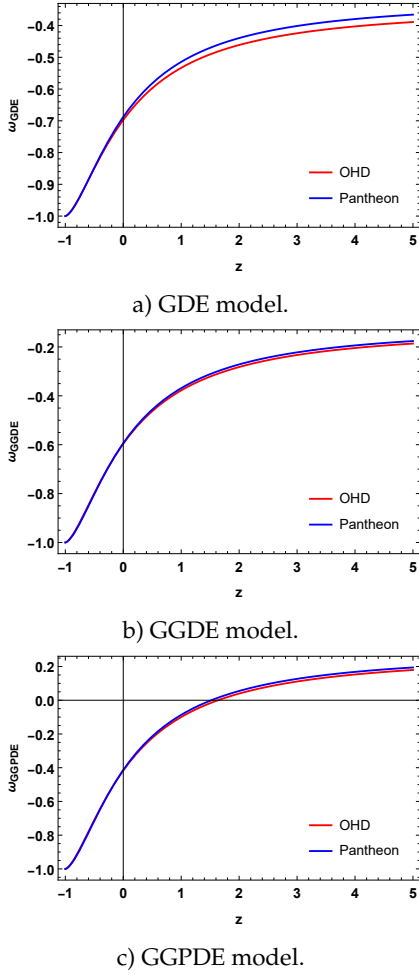 -0.4
-0.5
-0.6
-0.7
-0.8
-0.9
-1.0
ωGDE
OHD
Pantheon
-1 0 1 2 3 4 5
z
a) GDE model.
-0.2
-0.4
-0.6
-0.8
-1.0
ωGGDE
OHD
Pantheon
-1 0 1 2 3 4 5
z
b) GGDE model.
0.2
0.0
-0.2
-0.4
-0.6
-0.8
-1.0
ωGGPDE
OHD
Pantheon
-1 0 1 2 3 4 5
z
c) GGPDE model.